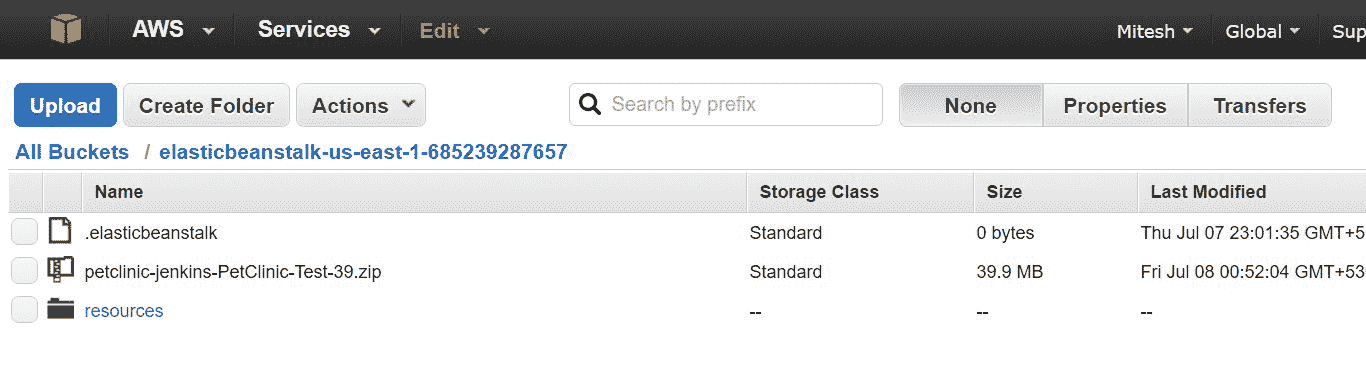 AWS Services Edit Mitesh Global Sup
Upload Create Folder Actions Search by prefix None Properties Transfers
All Buckets / elasticbeanstalk-us-east-1-685239287657
Name Storage Class Size Last Modified
.elasticbeanstalk Standard 0 bytes Thu Jul 07 23:01:35 GMT+5
petclinic-jenkins-PetClinic-Test-39.zip Standard 39.9 MB Fri Jul 08 00:52:04 GMT+53
resources -- -- --